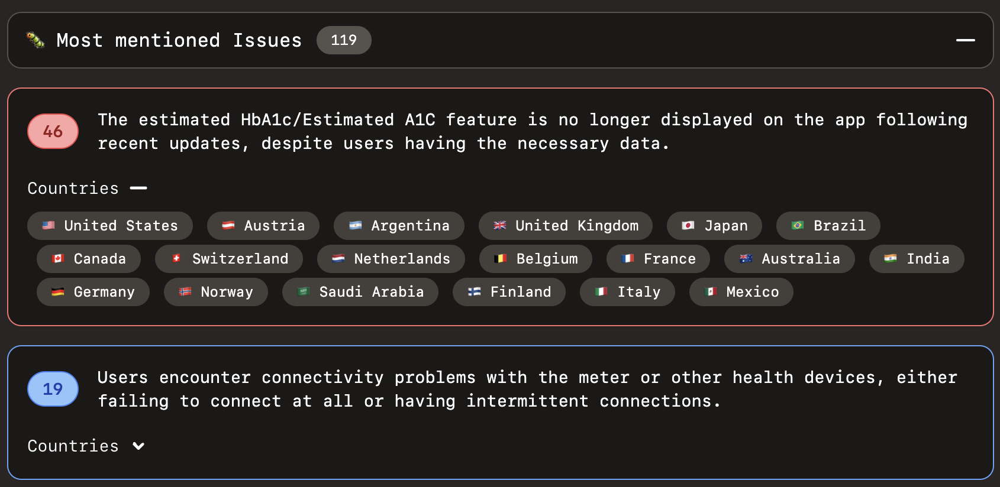 Most mentioned Issues 119
46
The estimated HbA1c/Estimated A1C feature is no longer displayed on the app following
recent updates, despite users having the necessary data.
Countries
United States Austria Argentina United Kingdom Japan Brazil
Canada Switzerland Netherlands Belgium France Australia India
Germany Norway Saudi Arabia Finland Italy Mexico
19
Users encounter connectivity problems with the meter or other health devices, either
failing to connect at all or having intermittent connections.
Countries